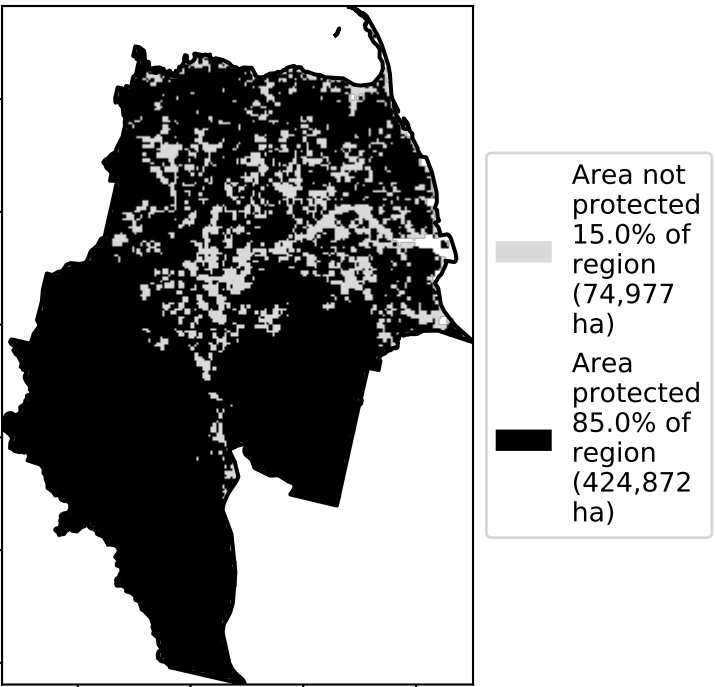 Area not
protected
15.0% of
region
(74,977
ha)
Area
protected
85.0% of
region
(424,872
ha)